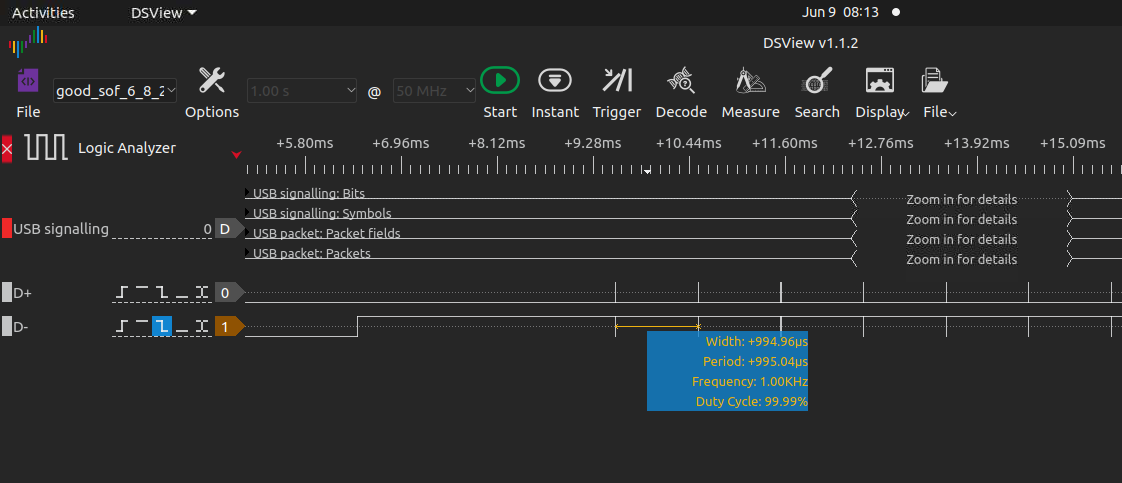 Activities DSView Jun 9 08:13
DSView v1.1.2
good_sof_6_8_2 1.00 s @ 50 MHz
File Options Start Instant Trigger Decode Measure Search Display File
Logic Analyzer
+5.80ms +6.96ms +8.12ms +9.28ms +10.44ms +11.60ms +12.76ms +13.92ms +15.09ms
USB signalling: Bits Zoom in for details
USB signalling: Symbols Zoom in for details
USB signalling 0 D
USB packet: Packet fields Zoom in for details
USB packet: Packets Zoom in for details
D+ 0
D- 1
Width: +994.96µs
Period: +995.04µs
Frequency: 1.00KHz
Duty Cycle: 99.99%